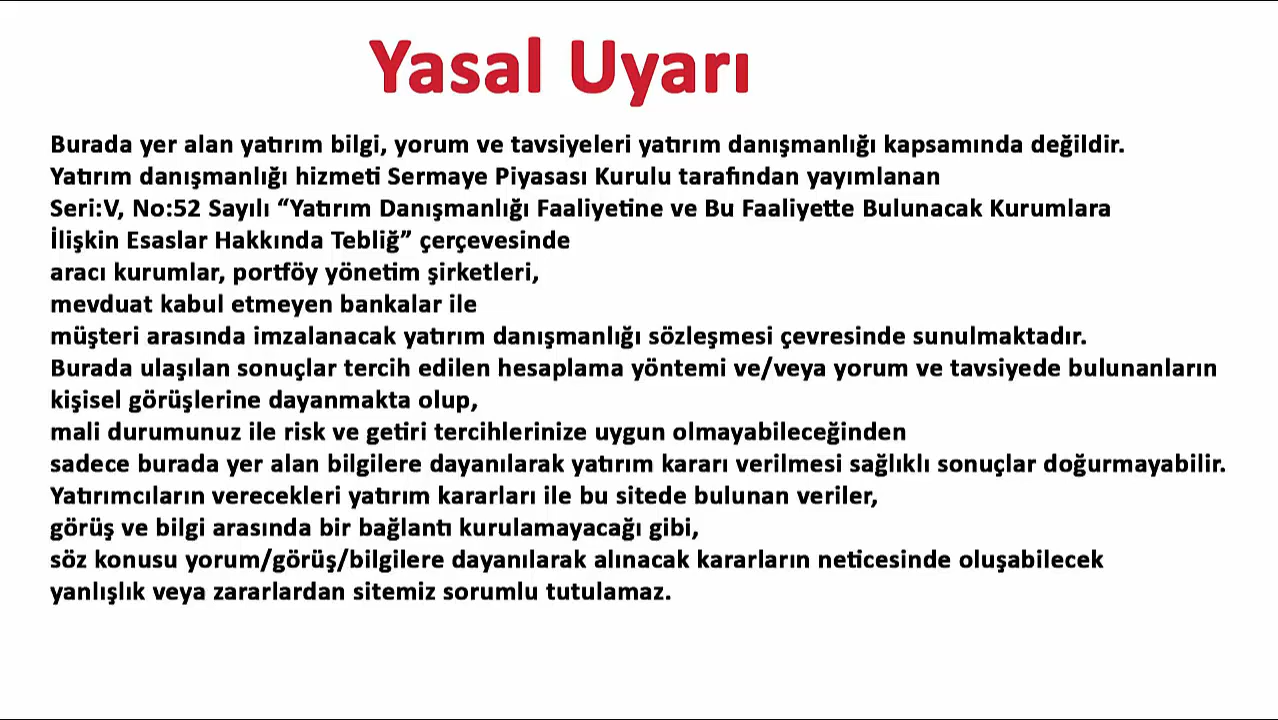 Yasal Uyarı
Burada yer alan yatırım bilgi, yorum ve tavsiyeleri yatırım danışmanlığı kapsamında değildir.
Yatırım danışmanlığı hizmeti Sermaye Piyasası Kurulu tarafından yayımlanan
Seri:V, No:52 Sayılı “Yatırım Danışmanlığı Faaliyetine ve Bu Faaliyette Bulunacak Kurumlara
İlişkin Esaslar Hakkında Tebliğ” çerçevesinde
aracı kurumlar, portföy yönetim şirketleri,
mevduat kabul etmeyen bankalar ile
müşteri arasında imzalanacak yatırım danışmanlığı sözleşmesi çevresinde sunulmaktadır.
Burada ulaşılan sonuçlar tercih edilen hesaplama yöntemi ve/veya yorum ve tavsiyede bulunanların
kişisel görüşlerine dayanmakta olup,
mali durumunuz ile risk ve getiri tercihlerinize uygun olmayabileceğinden
sadece burada yer alan bilgilere dayanılarak yatırım kararı verilmesi sağlıklı sonuçlar doğurmayabilir.
Yatırımcıların verecekleri yatırım kararları ile bu sitede bulunan veriler,
görüş ve bilgi arasında bir bağlantı kurulamayacağı gibi,
söz konusu yorum/görüş/bilgilere dayanılarak alınacak kararların neticesinde oluşabilecek
yanlışlık veya zararlardan sitemiz sorumlu tutulamaz.